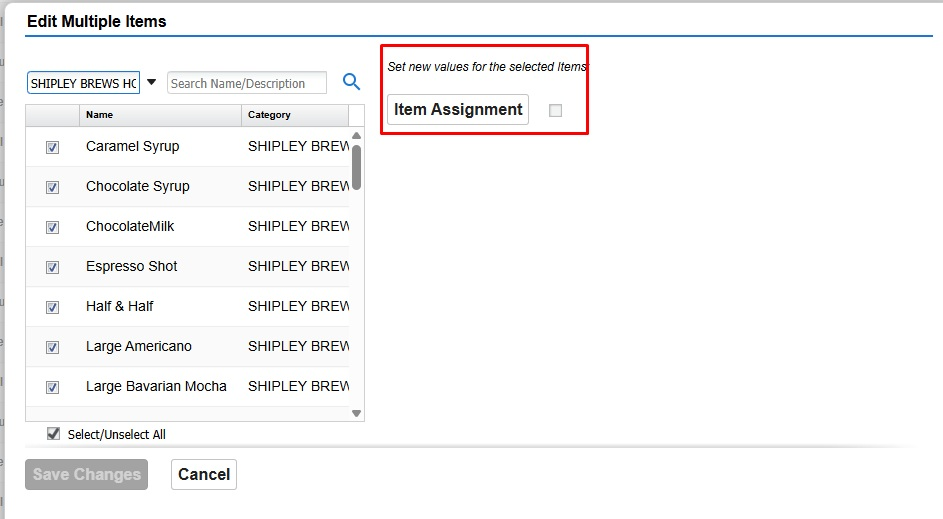 Edit Multiple Items
SHIPLEY BREWS HO
Search Name/Description
Set new values for the selected Items:
Item Assignment
Name Category
Caramel Syrup SHIPLEY BREW
Chocolate Syrup SHIPLEY BREW
ChocolateMilk SHIPLEY BREW
Espresso Shot SHIPLEY BREW
Half & Half SHIPLEY BREW
Large Americano SHIPLEY BREW
Large Bavarian Mocha SHIPLEY BREW
Select/Unselect All
Save Changes Cancel